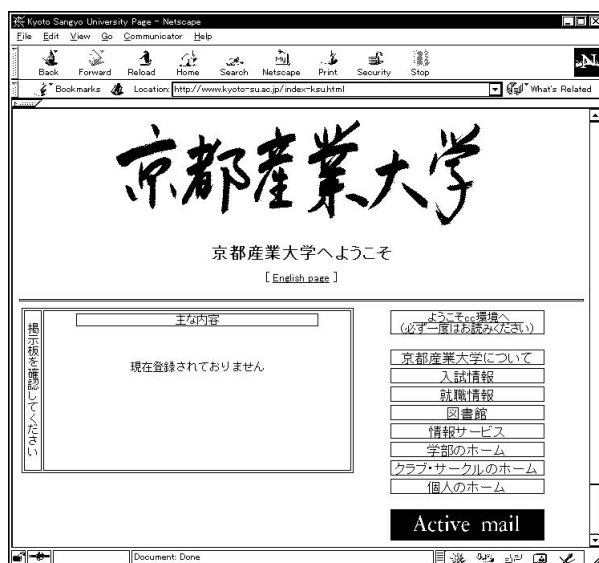 Kyoto Sangyo University Page - Netscape
File Edit View Go Communicator Help
Back Forward Reload Home Search Netscape Print Security Stop
Bookmarks Location: http://www.kyoto-su.ac.jp/index-ksu.html What's Related
京都産業大学
京都産業大学へようこそ
[ English page ]
掲示板を確認してください
主な内容
現在登録されておりません
ようこそcc環境へ
(必ず一度はお読みください)
京都産業大学について
入試情報
就職情報
図書館
情報サービス
学部のホーム
クラブ・サークルのホーム
個人のホーム
Active mail
Document: Done